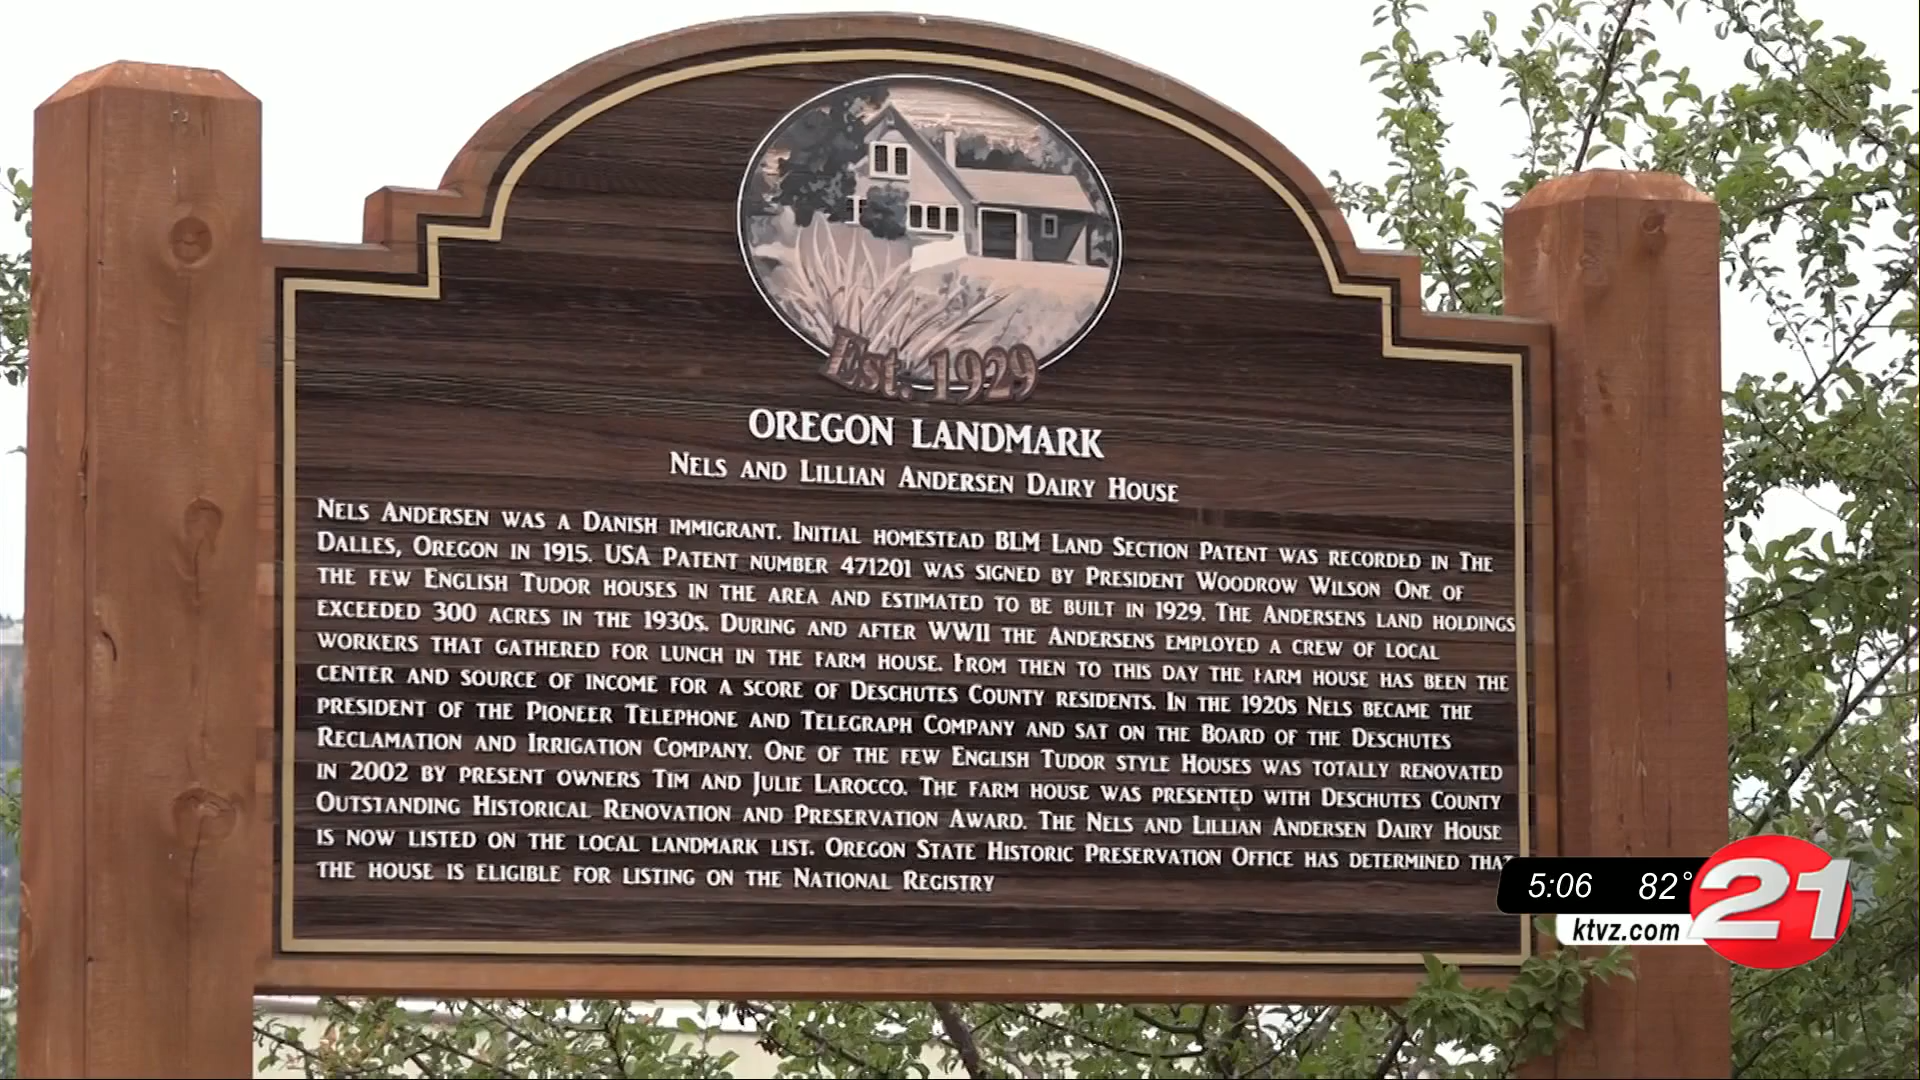 Est. 1929
OREGON LANDMARK
NELS AND LILLIAN ANDERSEN DAIRY HOUSE
NELS ANDERSEN WAS A DANISH IMMIGRANT. INITIAL HOMESTEAD BLM LAND SECTION PATENT WAS RECORDED IN THE
DALLES, OREGON IN 1915. USA PATENT NUMBER 471201 WAS SIGNED BY PRESIDENT WOODROW WILSON ONE OF
THE FEW ENGLISH TUDOR HOUSES IN THE AREA AND ESTIMATED TO BE BUILT IN 1929. THE ANDERSENS LAND HOLDINGS
EXCEEDED 300 ACRES IN THE 1930S. DURING AND AFTER WWII THE ANDERSENS EMPLOYED A CREW OF LOCAL
WORKERS THAT GATHERED FOR LUNCH IN THE FARM HOUSE. FROM THEN TO THIS DAY THE FARM HOUSE HAS BEEN THE
CENTER AND SOURCE OF INCOME FOR A SCORE OF DESCHUTES COUNTY RESIDENTS. IN THE 1920S NELS BECAME THE
PRESIDENT OF THE PIONEER TELEPHONE AND TELEGRAPH COMPANY AND SAT ON THE BOARD OF THE DESCHUTES
RECLAMATION AND IRRIGATION COMPANY. ONE OF THE FEW ENGLISH TUDOR STYLE HOUSES WAS TOTALLY RENOVATED
IN 2002 BY PRESENT OWNERS TIM AND JULIE LAROCCO. THE FARM HOUSE WAS PRESENTED WITH DESCHUTES COUNTY
OUTSTANDING HISTORICAL RENOVATION AND PRESERVATION AWARD. THE NELS AND LILLIAN ANDERSEN DAIRY HOUSE
IS NOW LISTED ON THE LOCAL LANDMARK LIST. OREGON STATE HISTORIC PRESERVATION OFFICE HAS DETERMINED THAT
THE HOUSE IS ELIGIBLE FOR LISTING ON THE NATIONAL REGISTRY
5:06 82° 21
ktvz.com